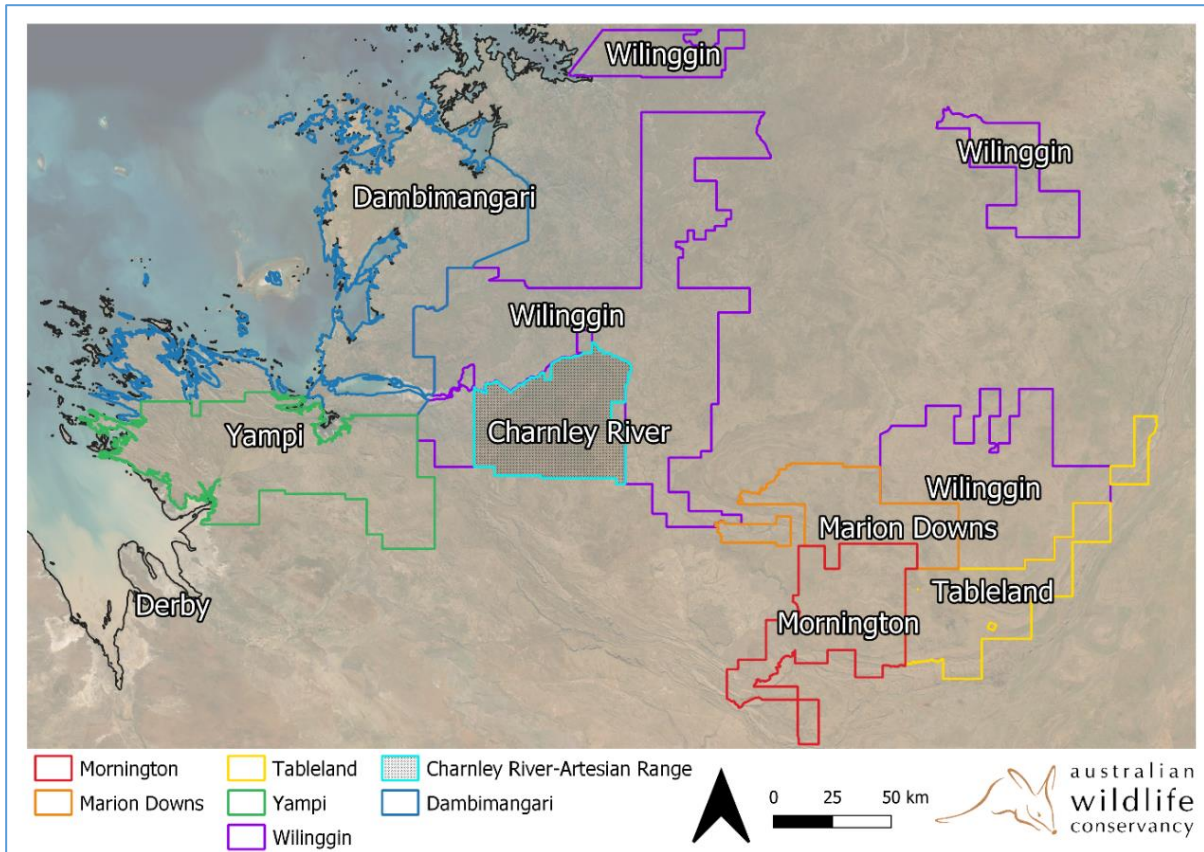 Wilinggin
Wilinggin
Dambimangari
Wilinggin
Yampi
Charnley River
Wilinggin
Marion Downs
Derby
Tableland
Mornington
Mornington
Marion Downs
Tableland
Yampi
Wilinggin
Charnley River-Artesian Range
Dambimangari
0 25 50 km
australian
wildlife
conservancy